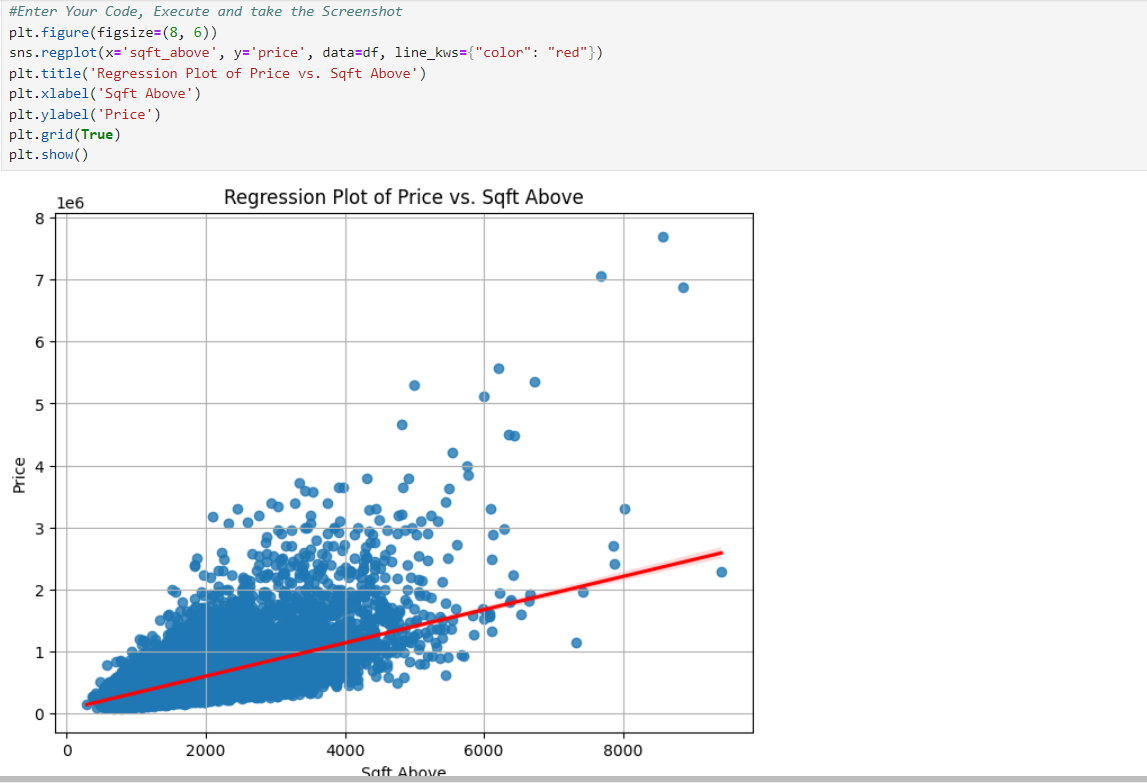 #Enter Your Code, Execute and take the Screenshot
plt.figure(figsize=(8, 6))
sns.regplot(x='sqft_above', y='price', data=df, line_kws={"color": "red"})
plt.title('Regression Plot of Price vs. Sqft Above')
plt.xlabel('Sqft Above')
plt.ylabel('Price')
plt.grid(True)
plt.show()
Regression Plot of Price vs. Sqft Above
1e6
8
7
6
5
4
3
2
1
0
Price
0 2000 4000 6000 8000
Sqft Above